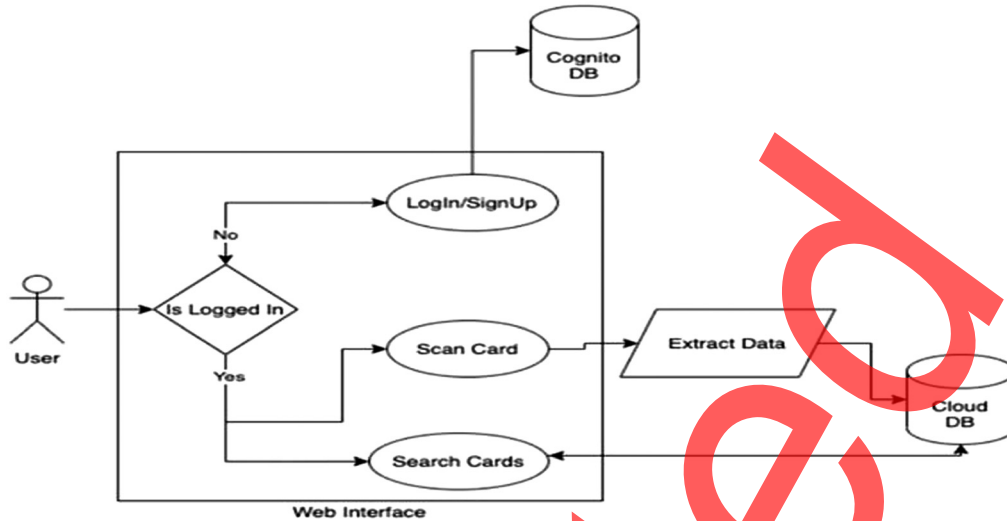 Cognito
DB
LogIn/SignUp
No
Is Logged In
User
Yes
Scan Card
Extract Data
Cloud
DB
Search Cards
Web Interface
ed